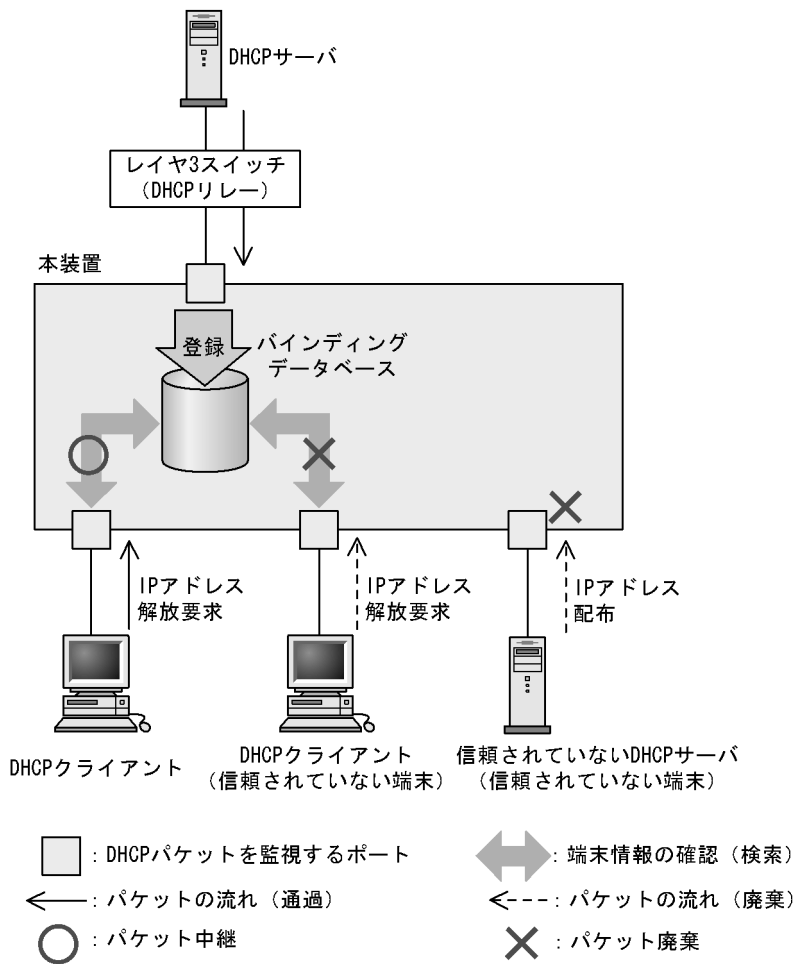 DHCPサーバ
レイヤ3スイッチ
（DHCPリレー）
本装置
登録
バインディング
データベース
IPアドレス
解放要求
IPアドレス
解放要求
IPアドレス
配布
DHCPクライアント
DHCPクライアント
（信頼されていない端末）
信頼されていないDHCPサーバ
（信頼されていない端末）
：DHCPパケットを監視するポート
：端末情報の確認（検索）
：パケットの流れ（通過）
：パケットの流れ（廃棄）
：パケット中継
：パケット廃棄